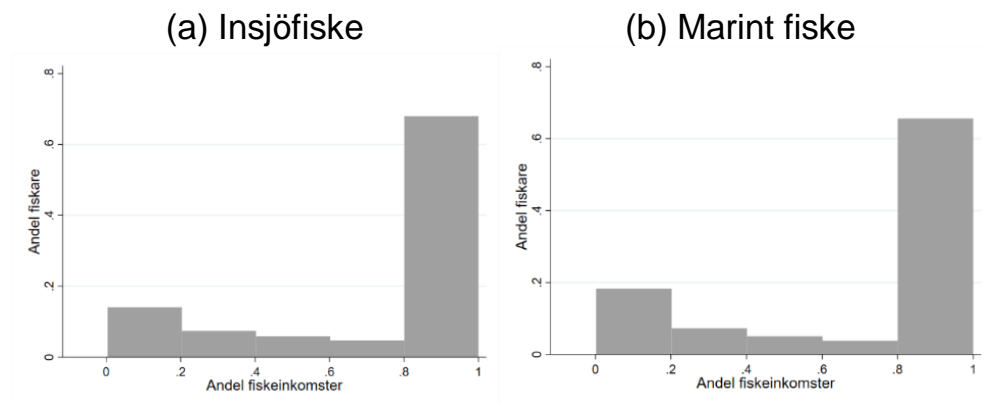 (a) Insjöfiske
Andel fiskare
.8
.6
.4
.2
0
0 .2 .4 .6 .8 1
Andel fiskeinkomster
(b) Marint fiske
Andel fiskare
.8
.6
.4
.2
0
0 .2 .4 .6 .8 1
Andel fiskeinkomster